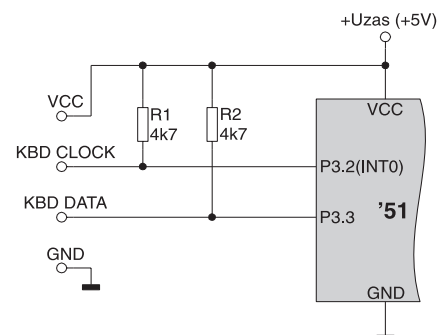 +Uzas (+5V)
VCC
R1
4k7
R2
4k7
VCC
KBD CLOCK
P3.2(INT0)
KBD DATA
P3.3
'51
GND
GND